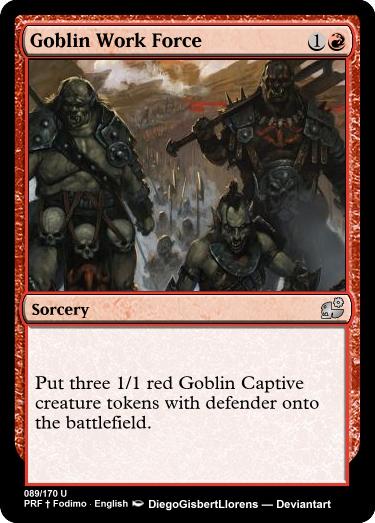 Goblin Work Force 1
Sorcery
Put three 1/1 red Goblin Captive
creature tokens with defender onto
the battlefield.
089/170 U
PRF † Fodimo · English DiegoGisbertLlorens — Deviantart